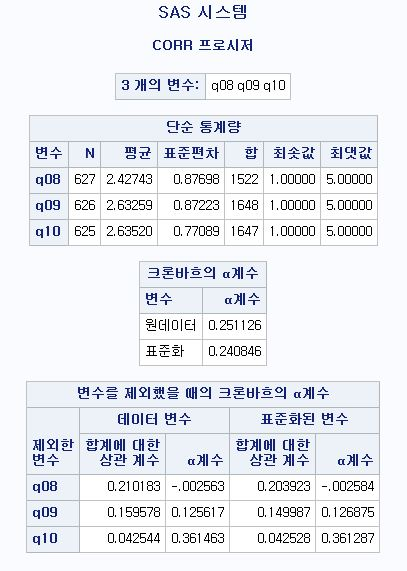 SAS 시스템
CORR 프로시저
3 개의 변수: q08 q09 q10
단순 통계량
변수 N 평균 표준편차 합 최솟값 최댓값
q08 627 2.42743 0.87698 1522 1.00000 5.00000
q09 626 2.63259 0.87223 1648 1.00000 5.00000
q10 625 2.63520 0.77089 1647 1.00000 5.00000
크론바흐의 α계수
변수 α계수
원데이터 0.251126
표준화 0.240846
변수를 제외했을 때의 크론바흐의 α계수
데이터 변수 표준화된 변수
제외한 합계에 대한 합계에 대한
변수 상관 계수 α계수 상관 계수 α계수
q08 0.210183 -.002563 0.203923 -.002584
q09 0.159578 0.125617 0.149987 0.126875
q10 0.042544 0.361463 0.042528 0.361287